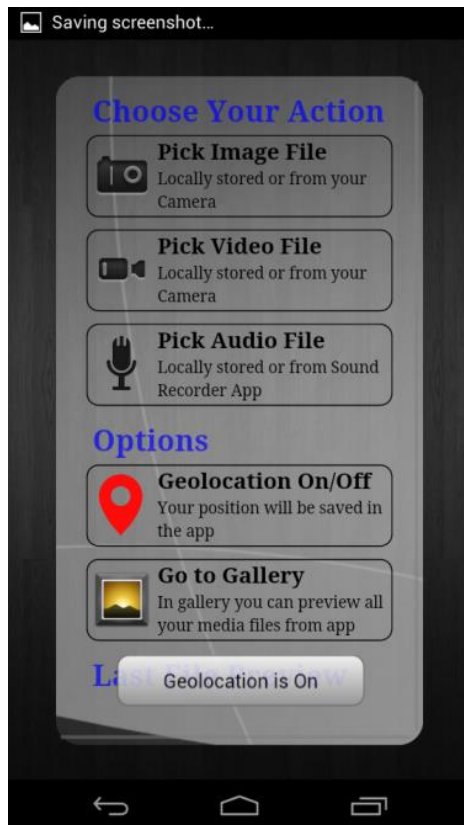 Saving screenshot...
Choose Your Action
Pick Image File
Locally stored or from your
Camera
Pick Video File
Locally stored or from your
Camera
Pick Audio File
Locally stored or from Sound
Recorder App
Options
Geolocation On/Off
Your position will be saved in
the app
Go to Gallery
In gallery you can preview all
your media files from app
Last File Preview
Geolocation is On